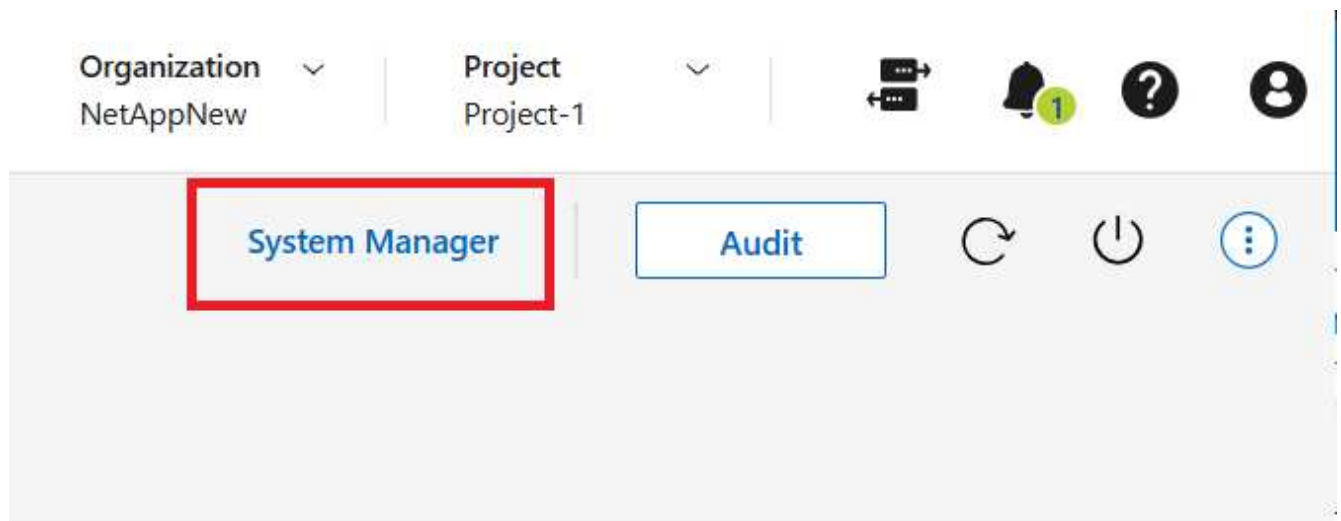 Organization
NetAppNew
Project
Project-1
1
System Manager
Audit